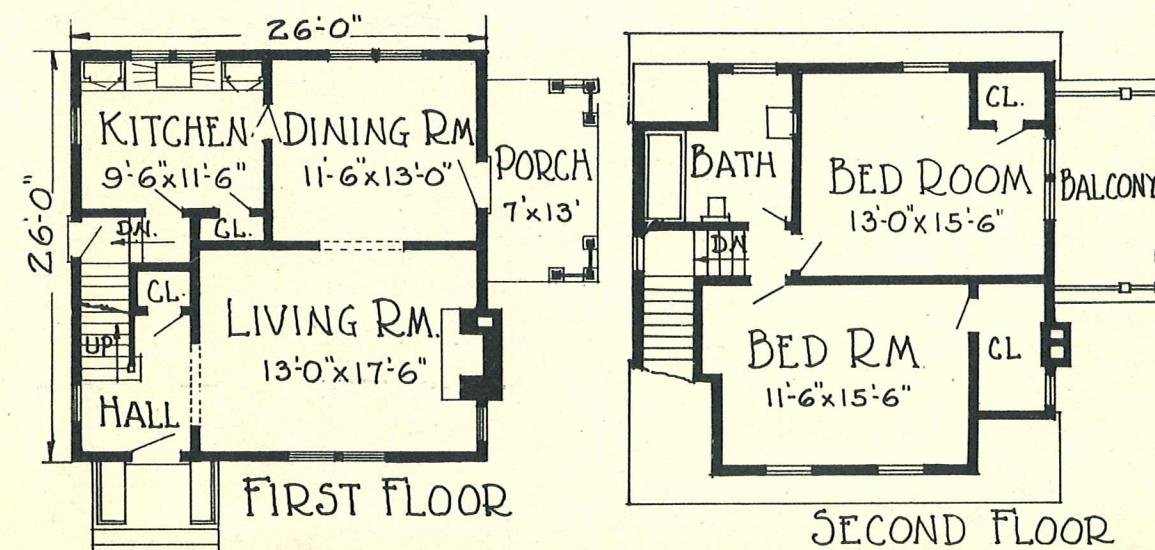 26'-0"
26'-0"
KITCHEN
9'-6"x11'-6"
DINING RM
11'-6"x13'-0"
PORCH
7'x13'
D.N.
CL.
CL.
UP
HALL
LIVING RM.
13'-0"x17'-6"
FIRST FLOOR
BATH
CL.
BED ROOM
13'-0"x15'-6"
BALCONY
D.N.
BED RM
11'-6"x15'-6"
CL
SECOND FLOOR